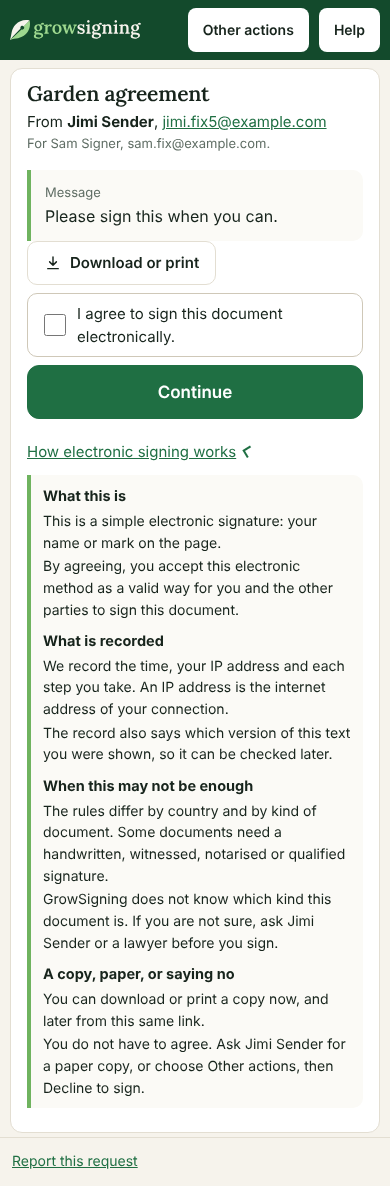 growsigning
Other actions
Help
Garden agreement
From Jimi Sender, jimi.fix5@example.com
For Sam Signer, sam.fix@example.com.
Message
Please sign this when you can.
Download or print
I agree to sign this document
electronically.
Continue
How electronic signing works
What this is
This is a simple electronic signature: your
name or mark on the page.
By agreeing, you accept this electronic
method as a valid way for you and the other
parties to sign this document.
What is recorded
We record the time, your IP address and each
step you take. An IP address is the internet
address of your connection.
The record also says which version of this text
you were shown, so it can be checked later.
When this may not be enough
The rules differ by country and by kind of
document. Some documents need a
handwritten, witnessed, notarised or qualified
signature.
GrowSigning does not know which kind this
document is. If you are not sure, ask Jimi
Sender or a lawyer before you sign.
A copy, paper, or saying no
You can download or print a copy now, and
later from this same link.
You do not have to agree. Ask Jimi Sender for
a paper copy, or choose Other actions, then
Decline to sign.
Report this request